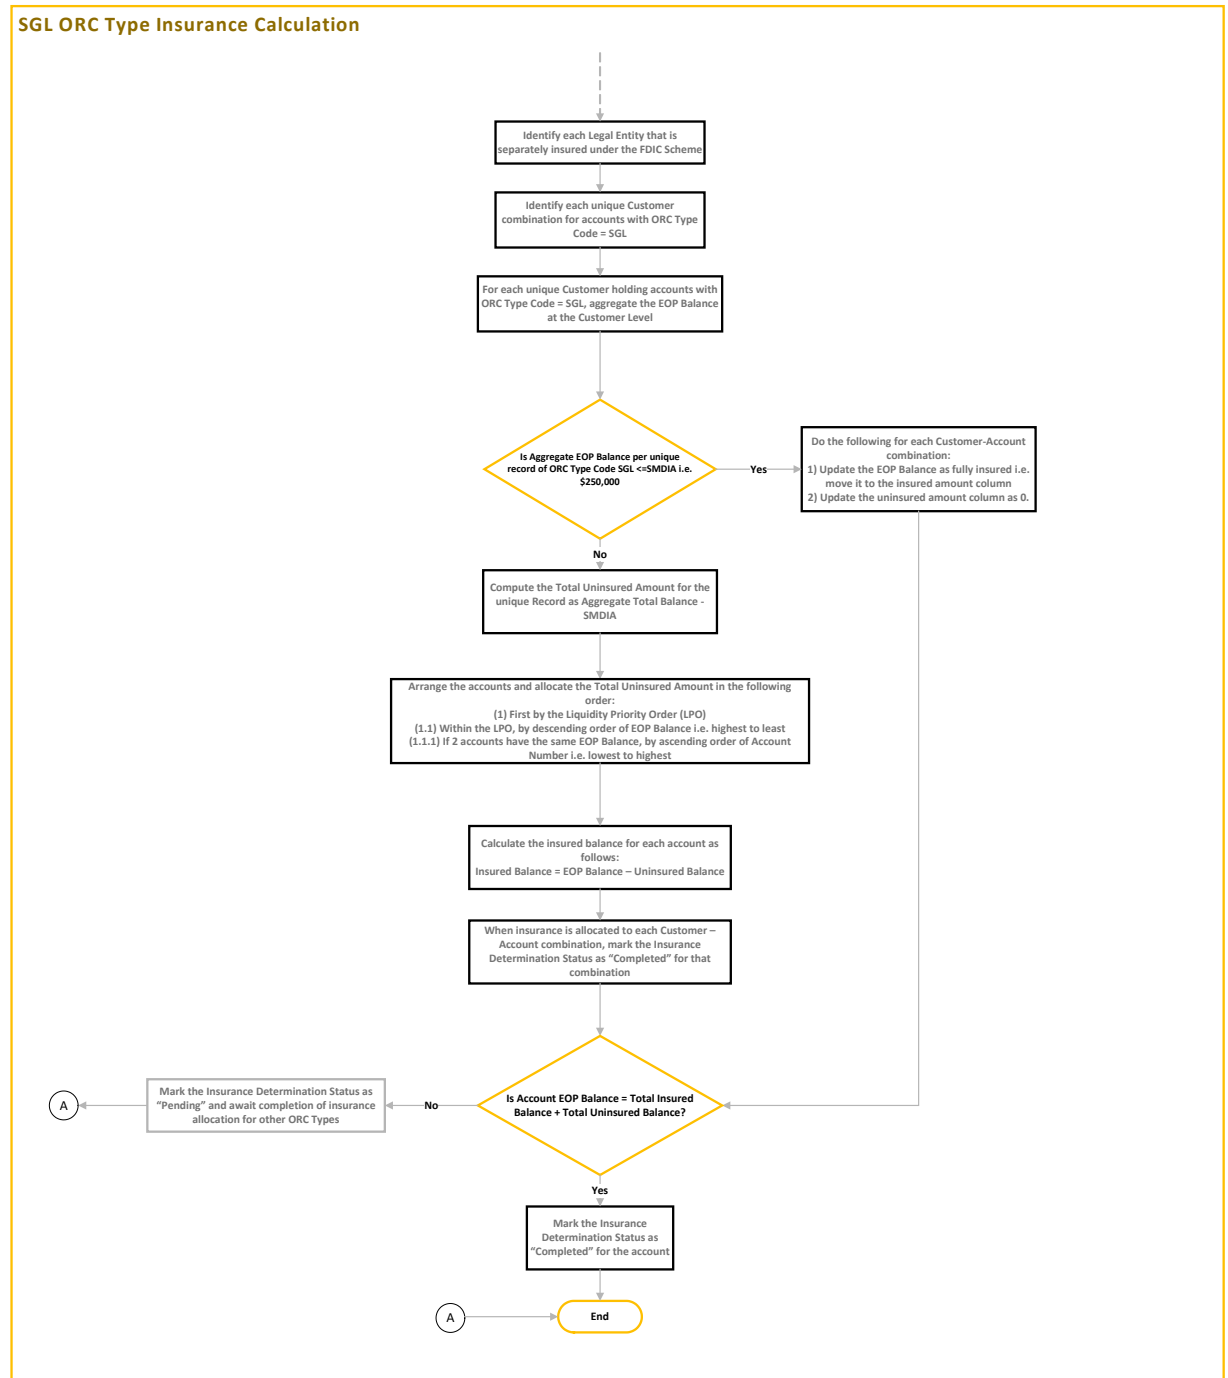 SGL ORC Type Insurance Calculation
Identify each Legal Entity that is
separately insured under the FDIC Scheme
Identify each unique Customer
combination for accounts with ORC Type
Code = SGL
For each unique Customer holding accounts with
ORC Type Code = SGL, aggregate the EOP Balance
at the Customer Level
Is Aggregate EOP Balance per unique
record of ORC Type Code SGL <=SMDIA i.e.
$250,000
Yes
Do the following for each Customer-Account
combination:
1) Update the EOP Balance as fully insured i.e.
move it to the insured amount column
2) Update the uninsured amount column as 0.
No
Compute the Total Uninsured Amount for the
unique Record as Aggregate Total Balance -
SMDIA
Arrange the accounts and allocate the Total Uninsured Amount in the following
order:
(1) First by the Liquidity Priority Order (LPO)
(1.1) Within the LPO, by descending order of EOP Balance i.e. highest to least
(1.1.1) If 2 accounts have the same EOP Balance, by ascending order of Account
Number i.e. lowest to highest
Calculate the insured balance for each account as
follows:
Insured Balance = EOP Balance – Uninsured Balance
When insurance is allocated to each Customer –
Account combination, mark the Insurance
Determination Status as “Completed” for that
combination
Is Account EOP Balance = Total Insured
Balance + Total Uninsured Balance?
No
Mark the Insurance Determination Status as
“Pending” and await completion of insurance
allocation for other ORC Types
A
Yes
Mark the Insurance
Determination Status as
“Completed” for the account
A
End